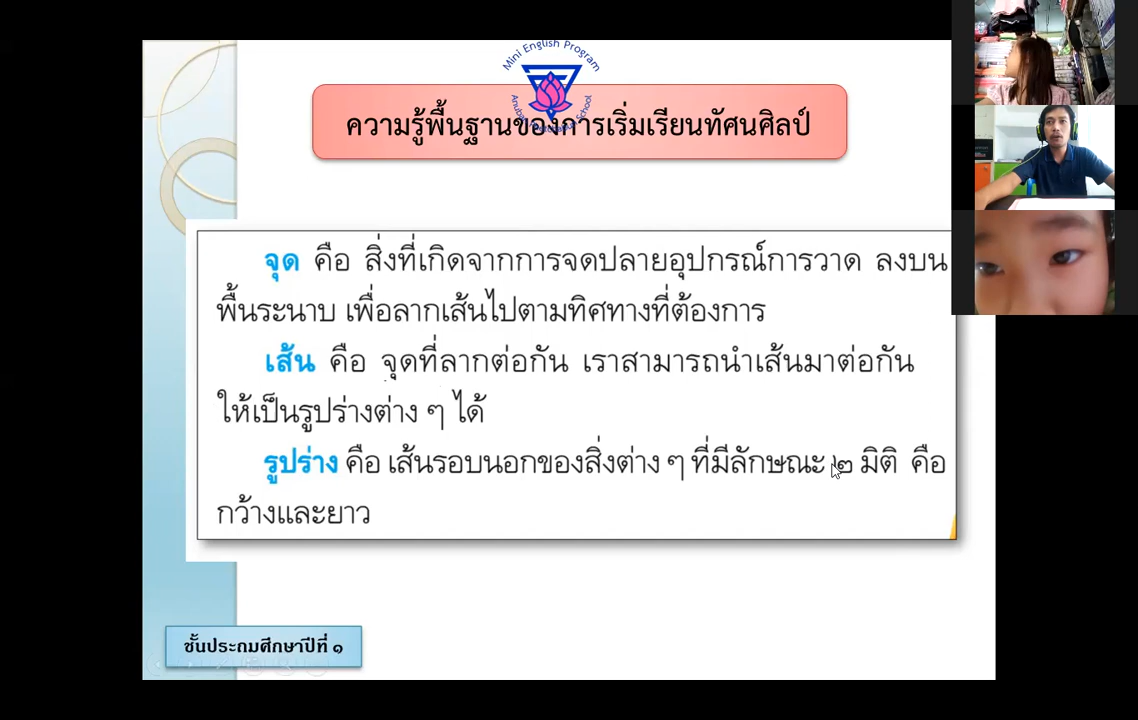 Mini English Program
ความรู้พื้นฐานของการเริ่มเรียนทัศนศิลป์
จุด คือ สิ่งที่เกิดจากการจดปลายอุปกรณ์การวาด ลงบน
พื้นระนาบ เพื่อลากเส้นไปตามทิศทางที่ต้องการ
เส้น คือ จุดที่ลากต่อกัน เราสามารถนำเส้นมาต่อกัน
ให้เป็นรูปร่างต่าง ๆ ได้
รูปร่าง คือ เส้นรอบนอกของสิ่งต่าง ๆ ที่มีลักษณะ ๒ มิติ คือ
กว้างและยาว
ชั้นประถมศึกษาปีที่ ๑